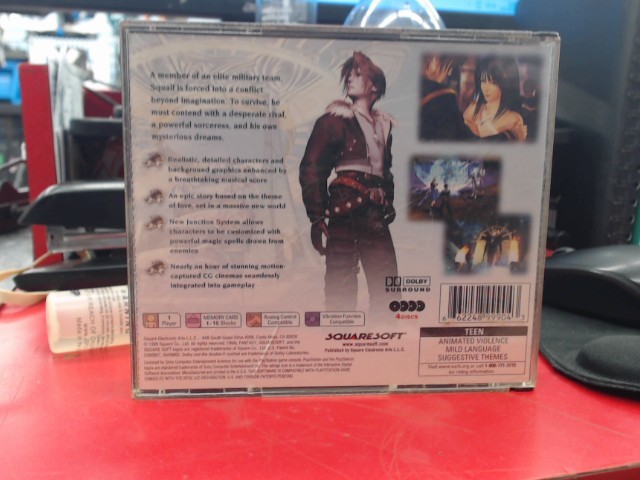 A member of an elite military team,
Squall is forced into a conflict
beyond imagination. To survive, he
must contend with a desperate rival,
a powerful sorceress, and his own
mysterious dreams.
Realistic, detailed characters and
background graphics enhanced by
a breathtaking musical score
An epic story based on the theme
of love, set in a massive new world
New Junction System allows
characters to be customized with
powerful magic spells drawn from
enemies
Nearly an hour of stunning motion-
captured CG cinemas seamlessly
integrated into gameplay
DOLBY
SURROUND
4 DISCS
6 62248 99904 3
1
Player
MEMORY CARD
1-15 Blocks
Analog Control
Compatible
Vibration Function
Compatible
SQUARESOFT
www.squaresoft.com
Published by Square Electronic Arts L.L.C.
TEEN
ANIMATED VIOLENCE
MILD LANGUAGE
SUGGESTIVE THEMES